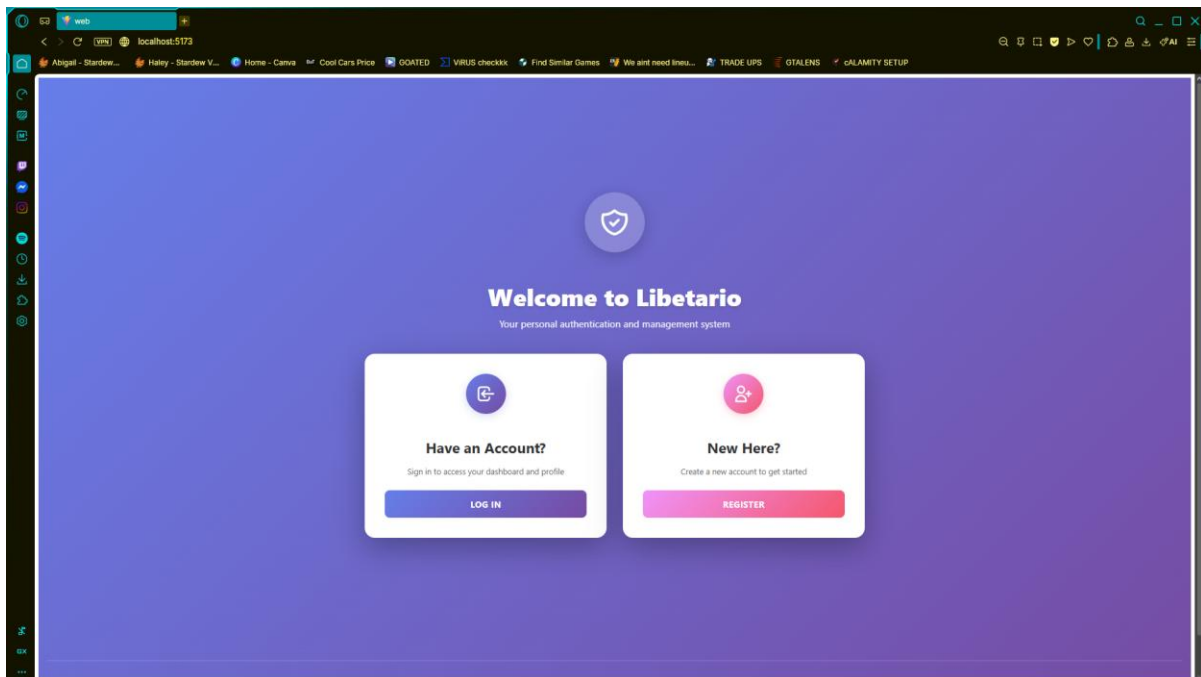 web
VPN localhost:5173
AI
Abigail - Stardew... Haley - Stardew V... Home - Canva Cool Cars Price GOATED VIRUS checkkk Find Similar Games We aint need lineu... TRADE UPS GTALENS cALAMITY SETUP
Welcome to Libetario
Your personal authentication and management system
Have an Account?
Sign in to access your dashboard and profile
LOG IN
New Here?
Create a new account to get started
REGISTER
GX